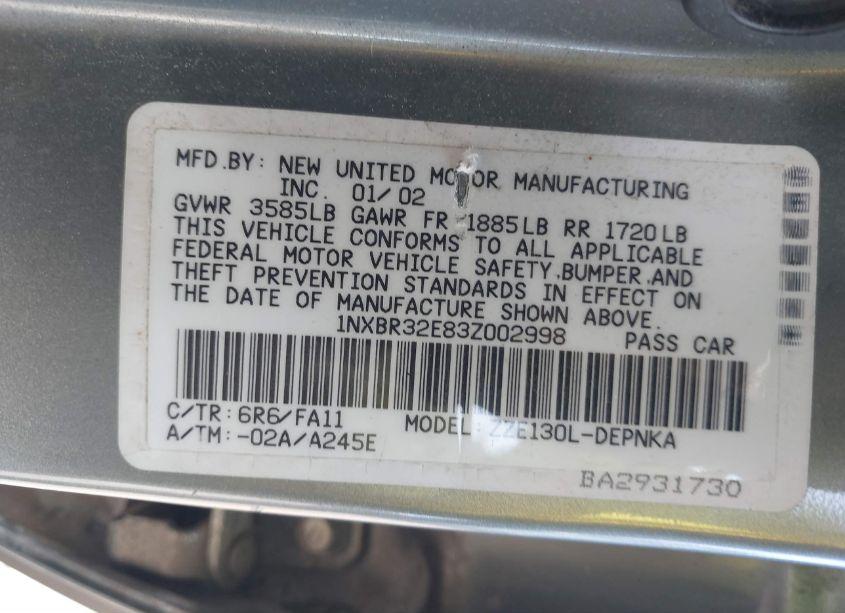 MFD.BY: NEW UNITED MOTOR MANUFACTURING
INC. 01/02
GVWR 3585LB GAWR FR 1885LB RR 1720LB
THIS VEHICLE CONFORMS TO ALL APPLICABLE
FEDERAL MOTOR VEHICLE SAFETY,BUMPER,AND
THEFT PREVENTION STANDARDS IN EFFECT ON
THE DATE OF MANUFACTURE SHOWN ABOVE.
1NXBR32E83Z002998 PASS CAR
C/TR: 6R6/FA11 MODEL: ZZE130L-DEPNKA
A/TM: -02A/A245E
BA2931730